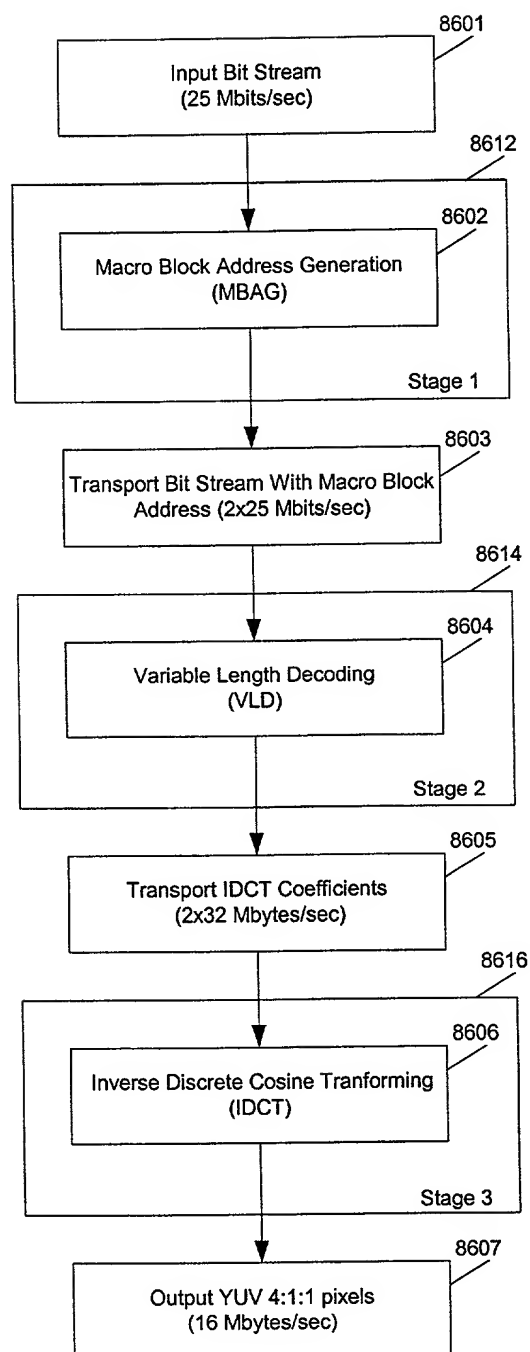 8601
Input Bit Stream
(25 Mbits/sec)
8612
8602
Macro Block Address Generation
(MBAG)
Stage 1
8603
Transport Bit Stream With Macro Block
Address (2x25 Mbits/sec)
8614
8604
Variable Length Decoding
(VLD)
Stage 2
8605
Transport IDCT Coefficients
(2x32 Mbytes/sec)
8616
8606
Inverse Discrete Cosine Tranforming
(IDCT)
Stage 3
8607
Output YUV 4:1:1 pixels
(16 Mbytes/sec)